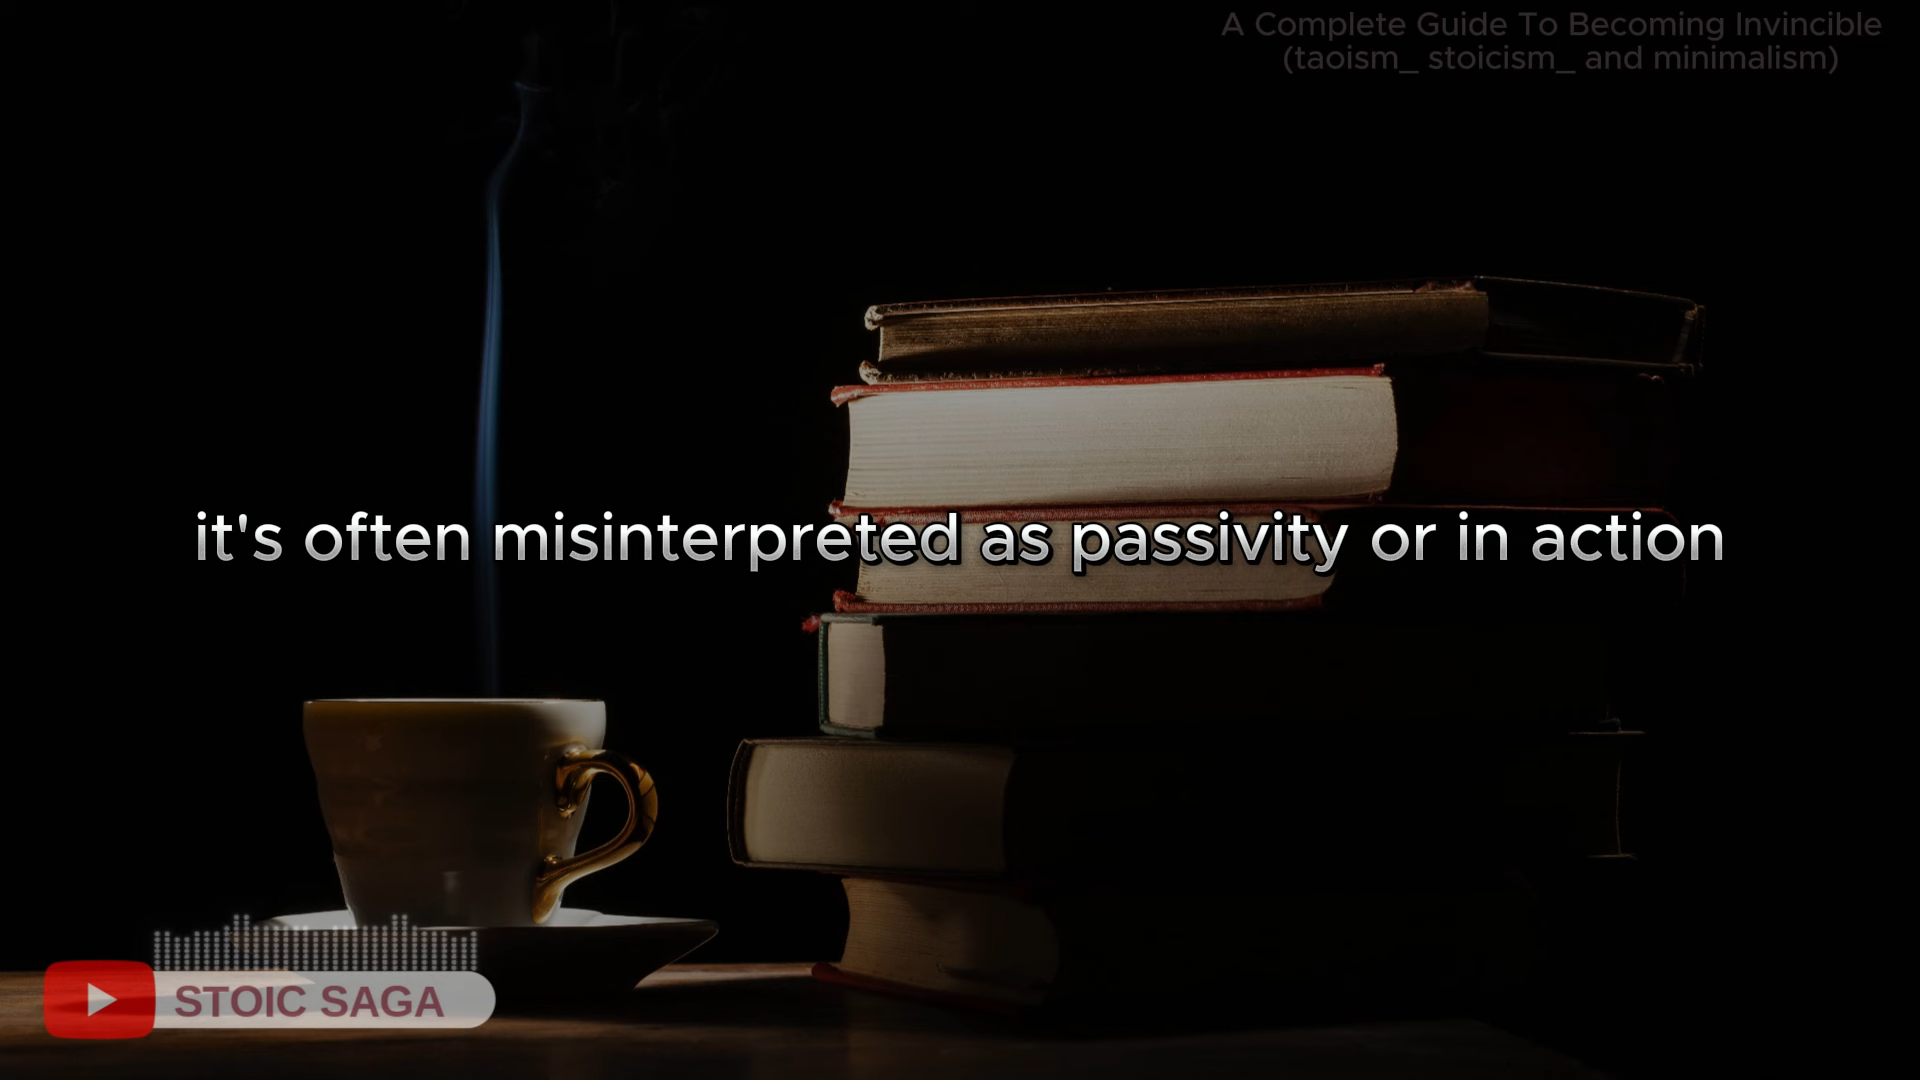 A Complete Guide To Becoming Invincible
(taoism_ stoicism_ and minimalism)
it's often misinterpreted as passivity or in action
STOIC SAGA